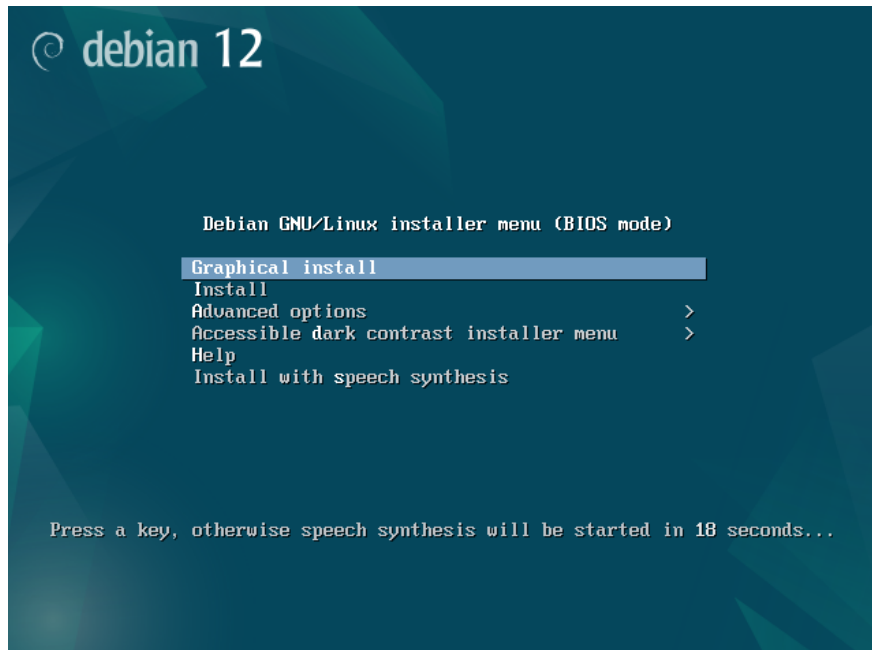 debian 12
Debian GNU/Linux installer menu (BIOS mode)
Graphical install
Install
Advanced options >
Accessible dark contrast installer menu >
Help
Install with speech synthesis
Press a key, otherwise speech synthesis will be started in 18 seconds...